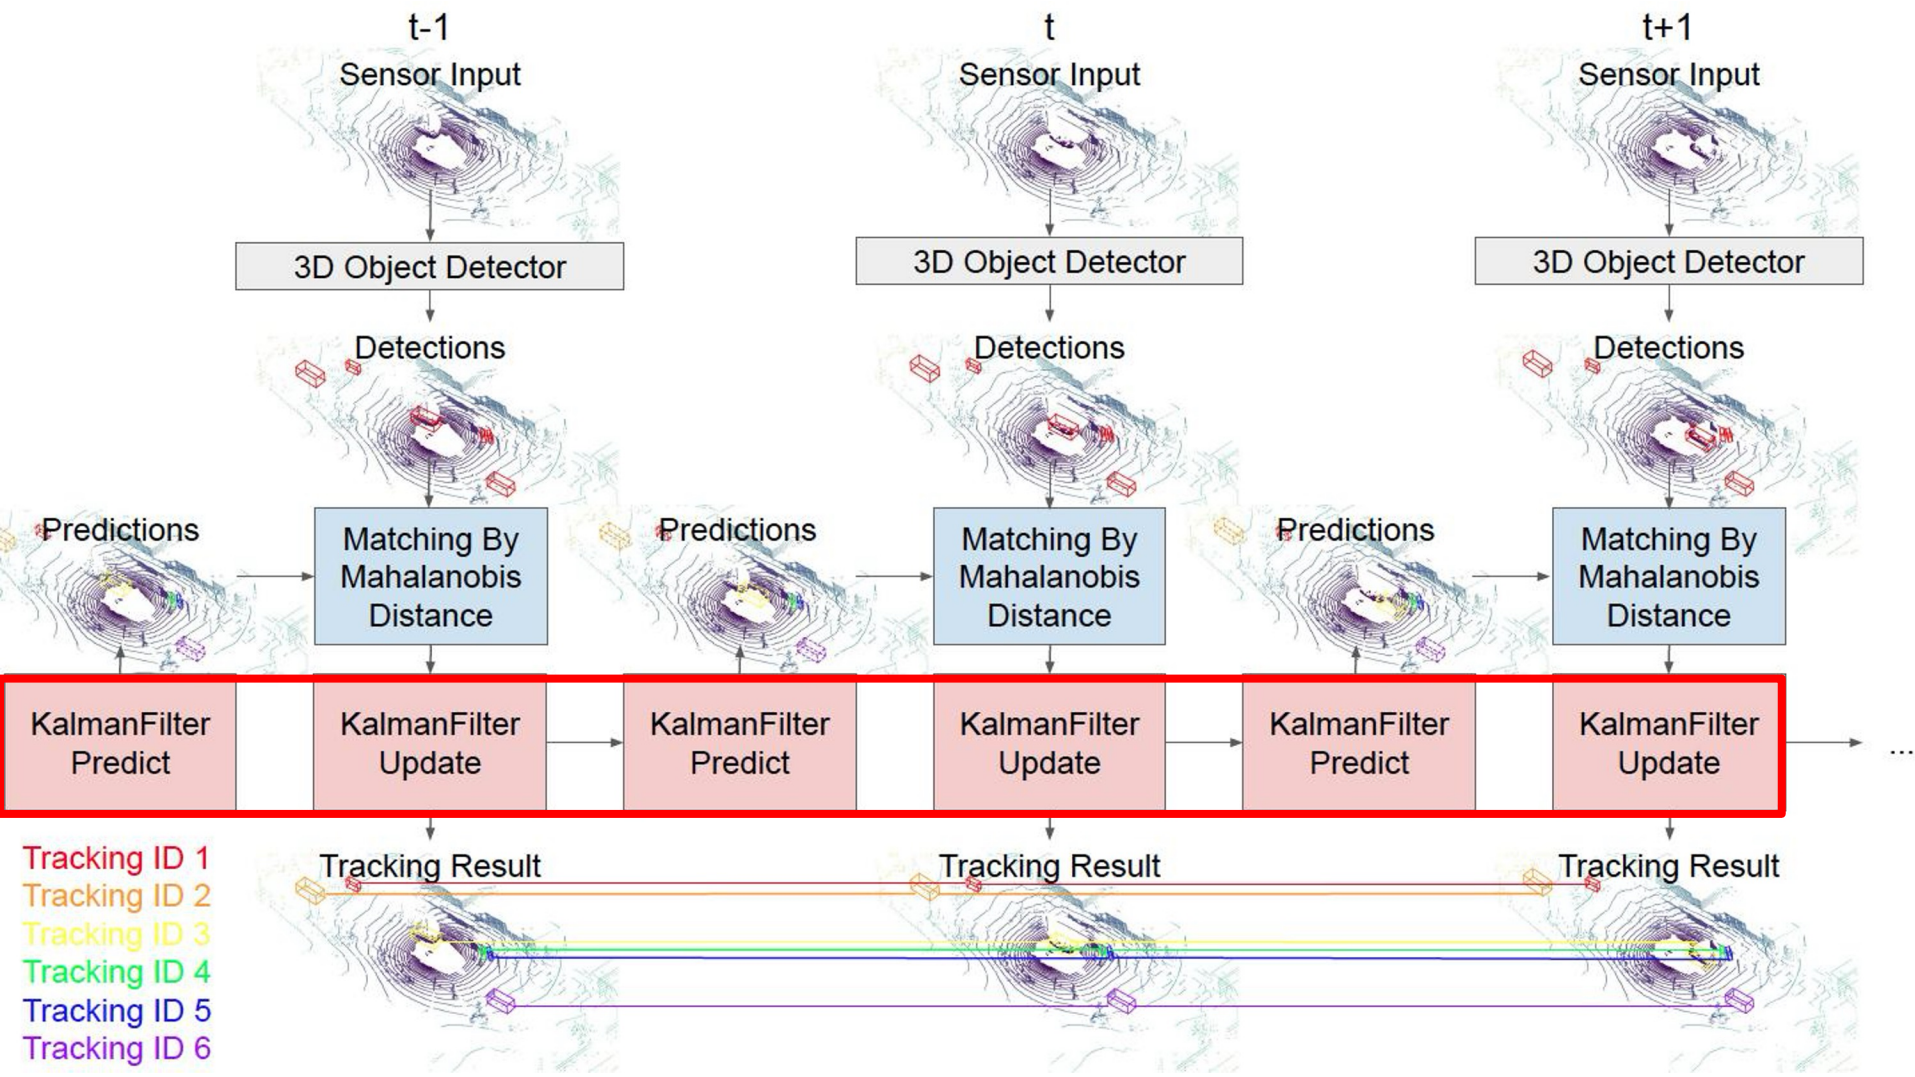 t-1
t
t+1
Sensor Input
Sensor Input
Sensor Input
3D Object Detector
3D Object Detector
3D Object Detector
Detections
Detections
Detections
Predictions
Matching By
Mahalanobis
Distance
Predictions
Matching By
Mahalanobis
Distance
Predictions
Matching By
Mahalanobis
Distance
KalmanFilter
Predict
KalmanFilter
Update
KalmanFilter
Predict
KalmanFilter
Update
KalmanFilter
Predict
KalmanFilter
Update
...
Tracking ID 1
Tracking ID 2
Tracking ID 3
Tracking ID 4
Tracking ID 5
Tracking ID 6
Tracking Result
Tracking Result
Tracking Result